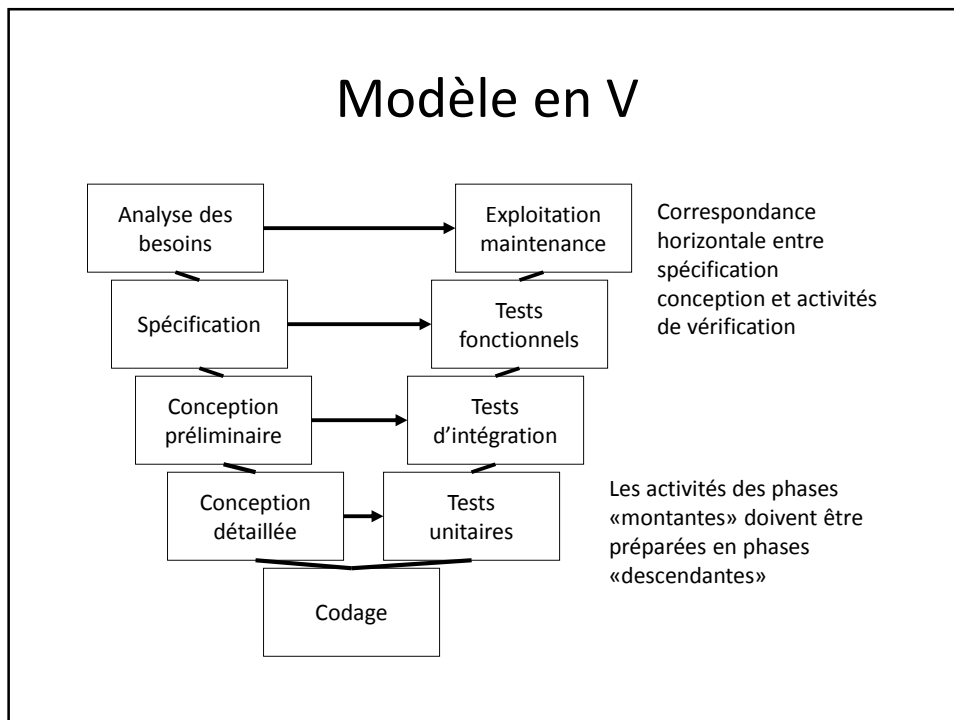 Modèle en V
Analyse des
besoins
Exploitation
maintenance
Correspondance
horizontale entre
spécification
conception et activités
de vérification
Spécification
Tests
fonctionnels
Conception
préliminaire
Tests
d’intégration
Conception
détaillée
Tests
unitaires
Les activités des phases
«montantes» doivent être
préparées en phases
«descendantes»
Codage